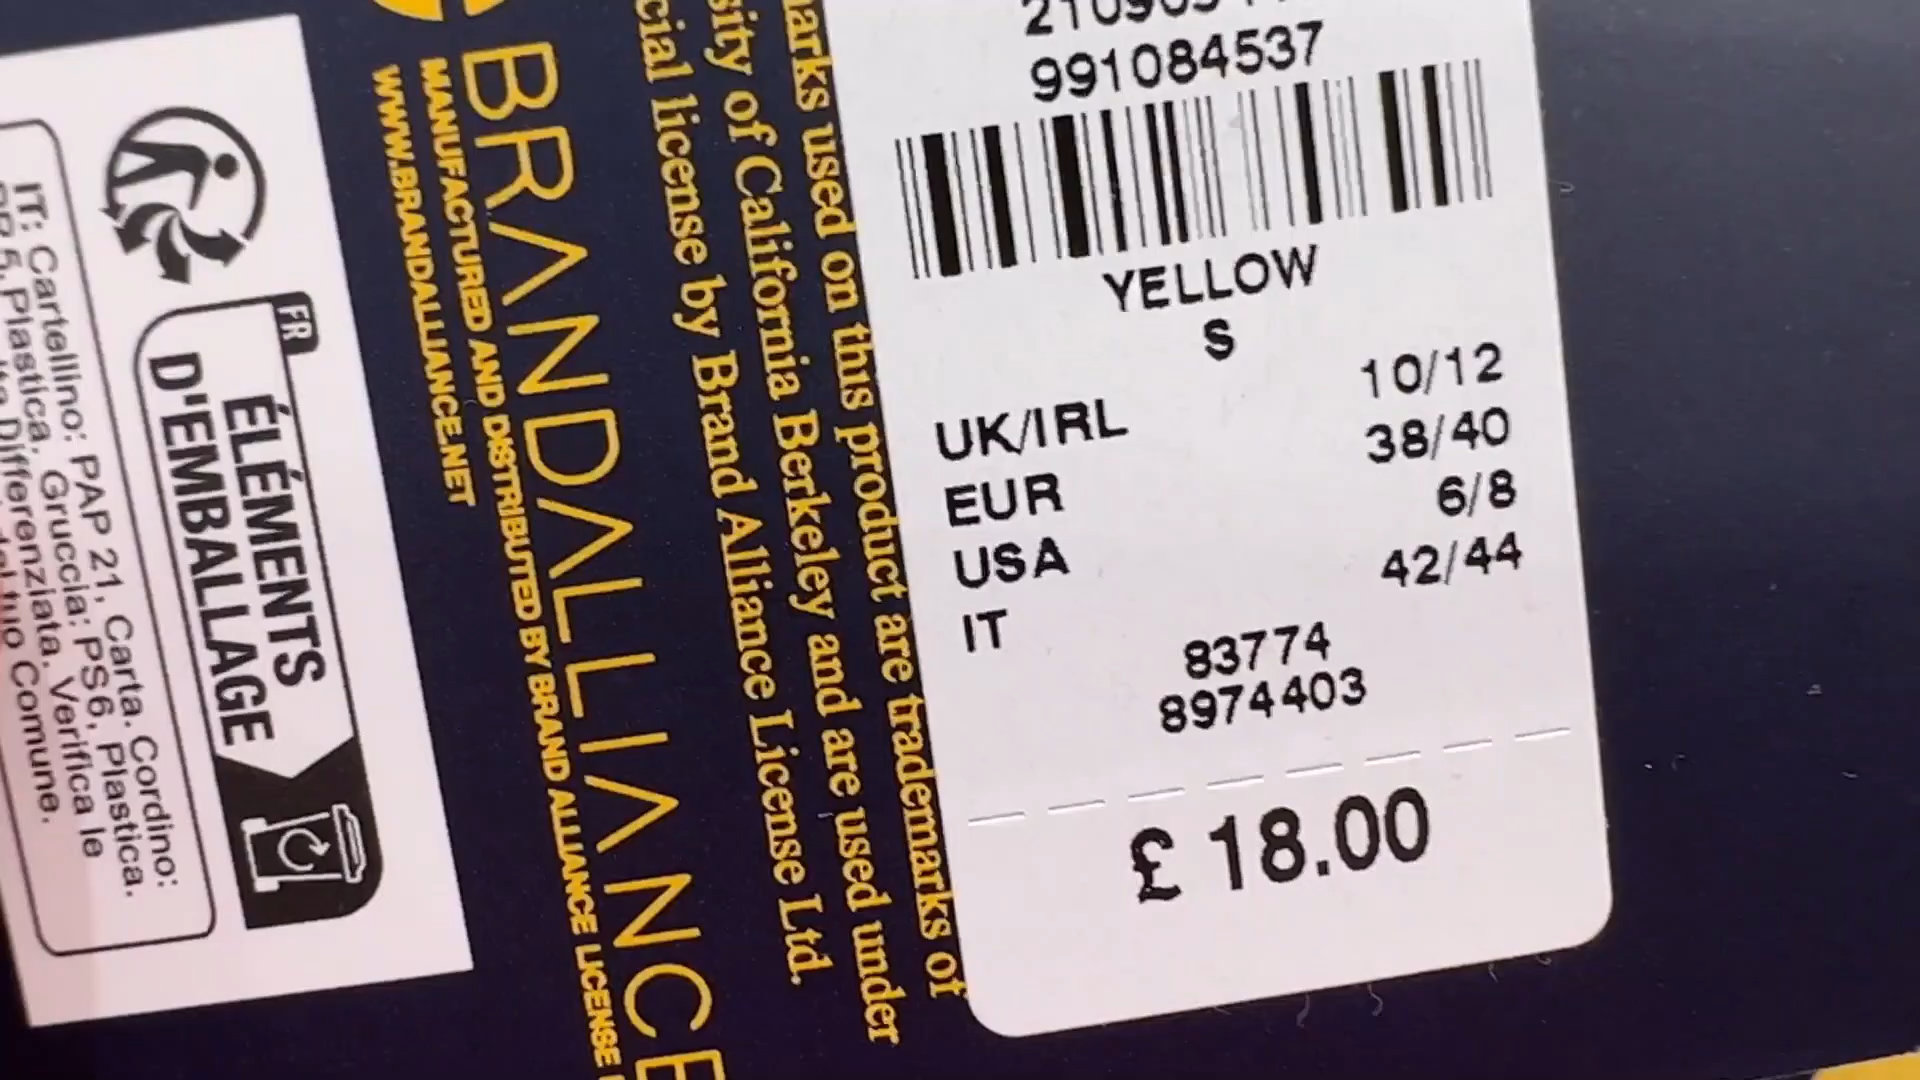 991084537
YELLOW
S
UK/IRL 10/12
EUR 38/40
USA 6/8
IT 42/44
83774
8974403
£ 18.00
marks used on this product are trademarks of
sity of California Berkeley and are used under
cial license by Brand Alliance License Ltd.
BRANDALLIANCE
MANUFACTURED AND DISTRIBUTED BY BRAND ALLIANCE LICENSE
WWW.BRANDALLIANCE.NET
FR
ÉLÉMENTS
D'EMBALLAGE
IT: Cartellino: PAP 21, Carta. Cordino:
PP 5, Plastica. Gruccia: PS6, Plastica.
Differenziata. Verifica le
del tuo Comune.